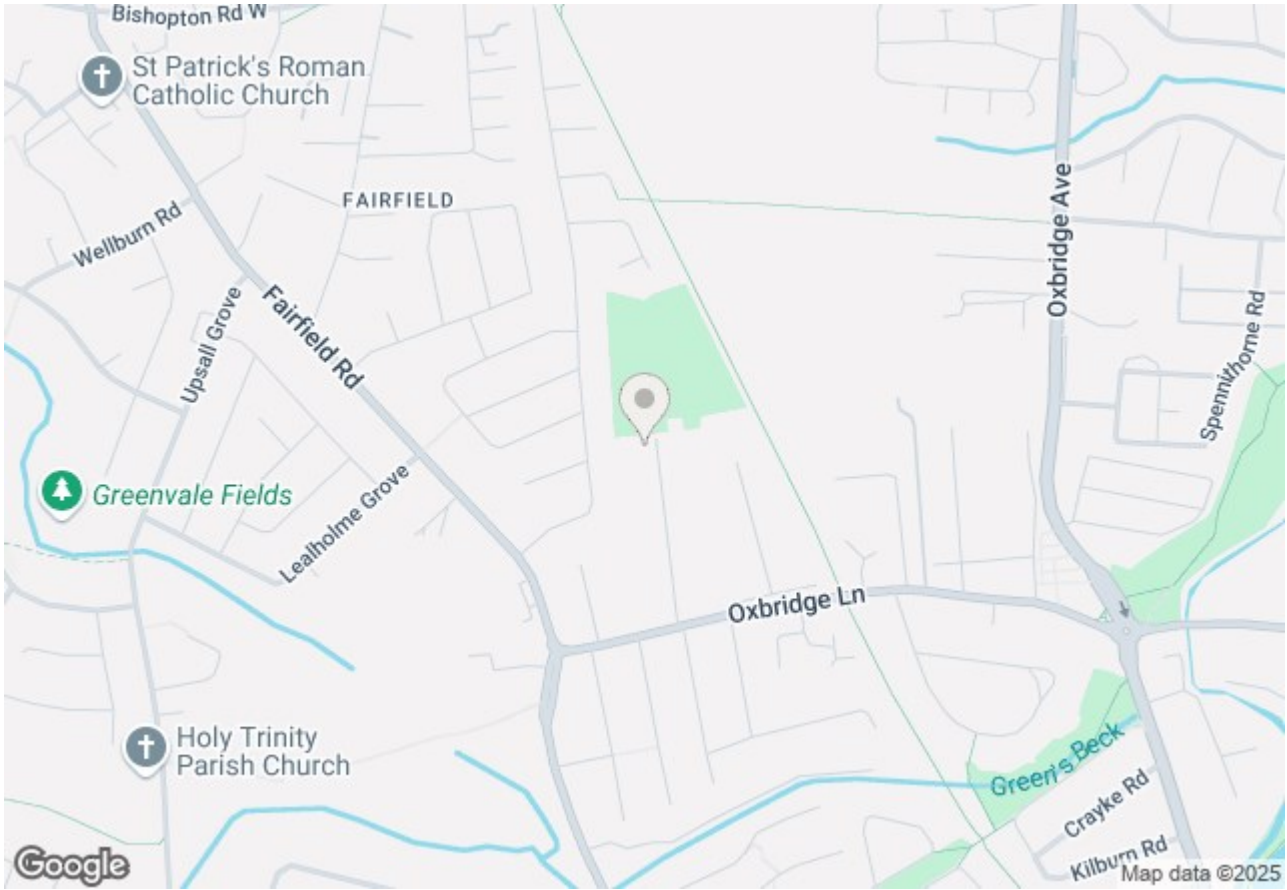 Bishopton Rd W
St Patrick's Roman
Catholic Church
FAIRFIELD
Wellburn Rd
Oxbridge Ave
Upsall Grove
Fairfield Rd
Spennithorne Rd
Greenvale Fields
Lealholme Grove
Oxbridge Ln
Holy Trinity
Parish Church
Green's Beck
Crayke Rd
Kilburn Rd
Google
Map data ©2025